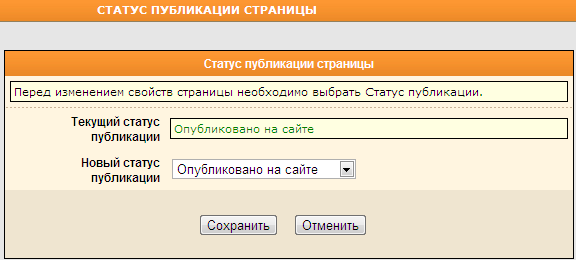 СТАТУС ПУБЛИКАЦИИ СТРАНИЦЫ
Статус публикации страницы
Перед изменением свойств страницы необходимо выбрать Статус публикации.
Текущий статус
публикации
Опубликовано на сайте
Новый статус
публикации
Опубликовано на сайте
Сохранить Отменить